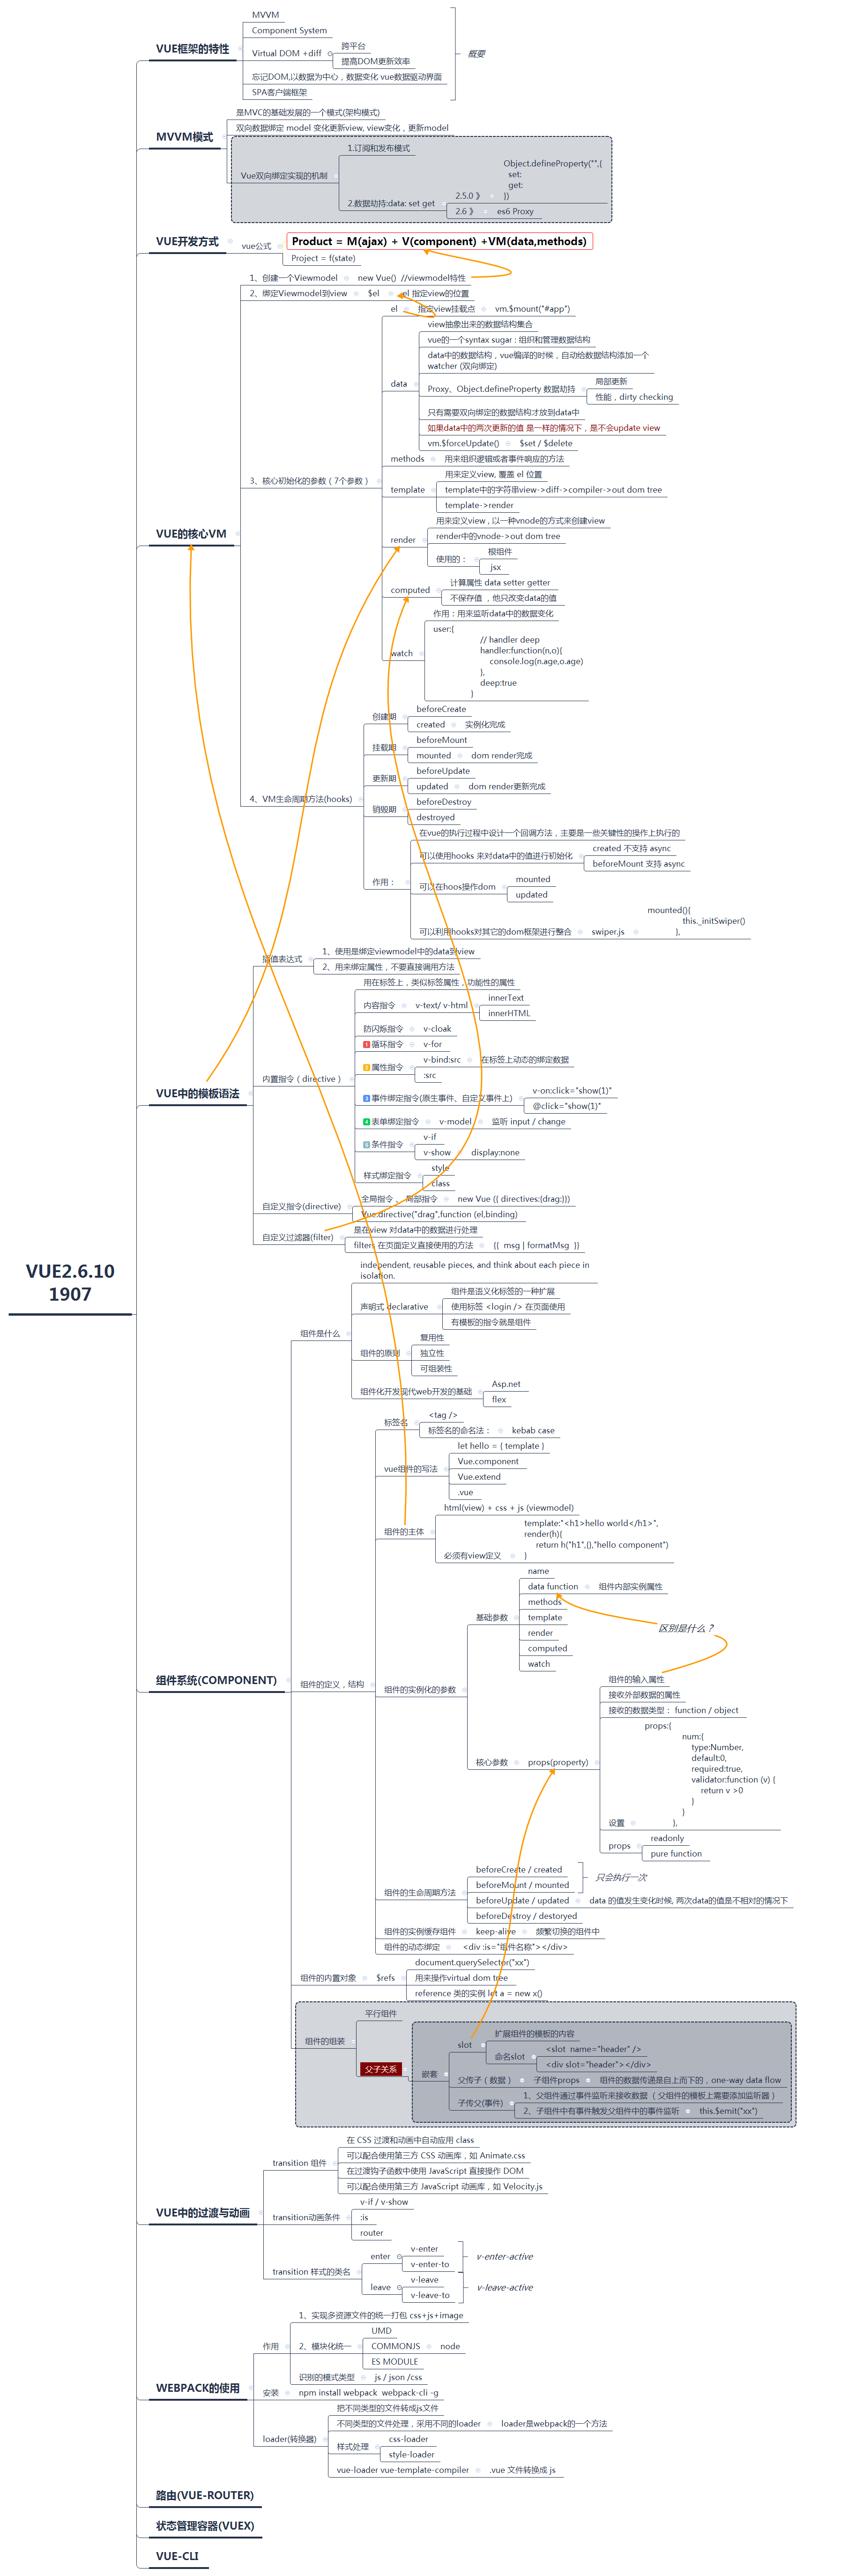 VUE2.6.10
1907
VUE框架的特性
MVVM
Component System
Virtual DOM +diff
跨平台
提高DOM更新效率
忘记DOM,以数据为中心，数据变化 vue数据驱动界面
SPA客户端框架
概要
MVVM模式
是MVC的基础发展的一个模式(架构模式)
双向数据绑定 model 变化更新view, view变化，更新model
Vue双向绑定实现的机制
1.订阅和发布模式
2.数据劫持:data: set get
2.5.0 》
Object.defineProperty("",{
set:
get:
})
2.6 》
es6 Proxy
VUE开发方式
vue公式
Product = M(ajax) + V(component) +VM(data,methods)
Project = f(state)
VUE的核心VM
1、创建一个Viewmodel
new Vue() //viewmodel特性
2、绑定Viewmodel到view
$el
el 指定view的位置
3、核心初始化的参数（7个参数）
el
指定view挂载点
vm.$mount("#app")
data
view抽象出来的数据结构集合
vue的一个syntax sugar : 组织和管理数据结构
data中的数据结构，vue编译的时候，自动给数据结构添加一个
watcher (双向绑定)
Proxy、Object.defineProperty 数据劫持
局部更新
性能，dirty checking
只有需要双向绑定的数据结构才放到data中
如果data中的两次更新的值 是一样的情况下，是不会update view
vm.$forceUpdate()
$set / $delete
methods
用来组织逻辑或者事件响应的方法
template
用来定义view, 覆盖 el 位置
template中的字符串view->diff->compiler->out dom tree
template->render
render
用来定义view , 以一种vnode的方式来创建view
render中的vnode->out dom tree
使用的：
根组件
jsx
computed
计算属性 data setter getter
不保存值 ，他只改变data的值
watch
作用：用来监听data中的数据变化
user:{
// handler deep
handler:function(n,o){
console.log(n.age,o.age)
},
deep:true
}
4、VM生命周期方法(hooks)
创建期
beforeCreate
created
实例化完成
挂载期
beforeMount
mounted
dom render完成
更新期
beforeUpdate
updated
dom render更新完成
销毁期
beforeDestroy
destroyed
作用：
在vue的执行过程中设计一个回调方法，主要是一些关键性的操作上执行的
可以使用hooks 来对data中的值进行初始化
created 不支持 async
beforeMount 支持 async
可以在hoos操作dom
mounted
updated
可以利用hooks对其它的dom框架进行整合
swiper.js
mounted(){
this._initSwiper()
},
VUE中的模板语法
插值表达式
1、使用是绑定viewmodel中的data到view
2、用来绑定属性，不要直接调用方法
内置指令（directive ）
用在标签上，类似标签属性，功能性的属性
内容指令
v-text/ v-html
innerText
innerHTML
防闪烁指令
v-cloak
1 循环指令
v-for
2 属性指令
v-bind:src
在标签上动态的绑定数据
:src
3 事件绑定指令(原生事件、自定义事件上)
v-on:click="show(1)"
@click="show(1)"
4 表单绑定指令
v-model
监听 input / change
5 条件指令
v-if
v-show
display:none
样式绑定指令
style
class
自定义指令(directive)
全局指令 、局部指令
new Vue ({ directives:{drag:}})
Vue.directive("drag",function (el,binding)
自定义过滤器(filter)
是在view 对data中的数据进行处理
filters 在页面定义直接使用的方法
{{ msg | formatMsg }}
组件系统(COMPONENT)
组件是什么
independent, reusable pieces, and think about each piece in
isolation.
声明式 declarative
组件是语义化标签的一种扩展
使用标签 <login /> 在页面使用
有模板的指令就是组件
组件的原则
复用性
独立性
可组装性
组件化开发现代web开发的基础
Asp.net
flex
组件的定义，结构
标签名
<tag />
标签名的命名法：
kebab case
vue组件的写法
let hello = { template }
Vue.component
Vue.extend
.vue
组件的主体
html(view) + css + js (viewmodel)
必须有view定义
template:"<h1>hello world</h1>",
render(h){
return h("h1",{},"hello component")
}
组件的实例化的参数
基础参数
name
data function
组件内部实例属性
methods
template
render
computed
watch
区别是什么？
核心参数
props(property)
组件的输入属性
接收外部数据的属性
接收的数据类型： function / object
设置
props:{
num:{
type:Number,
default:0,
required:true,
validator:function (v) {
return v >0
}
}
},
props
readonly
pure function
组件的生命周期方法
beforeCreate / created
beforeMount / mounted
只会执行一次
beforeUpdate / updated
data 的值发生变化时候, 两次data的值是不相对的情况下
beforeDestroy / destoryed
组件的实例缓存组件
keep-alive
频繁切换的组件中
组件的动态绑定
<div :is="组件名称"></div>
组件的内置对象
$refs
document.querySelector("xx")
用来操作virtual dom tree
reference 类的实例 let a = new x()
组件的组装
平行组件
父子关系
嵌套
slot
扩展组件的模板的内容
命名slot
<slot name="header" />
<div slot="header"></div>
父传子（数据）
子组件props
组件的数据传递是自上而下的，one-way data flow
子传父(事件)
1、父组件通过事件监听来接收数据 （ 父组件的模板上需要添加监听器 ）
2、子组件中有事件触发父组件中的事件监听
this.$emit("xx")
VUE中的过渡与动画
transition 组件
在 CSS 过渡和动画中自动应用 class
可以配合使用第三方 CSS 动画库，如 Animate.css
在过渡钩子函数中使用 JavaScript 直接操作 DOM
可以配合使用第三方 JavaScript 动画库，如 Velocity.js
transition动画条件
v-if / v-show
:is
router
transition 样式的类名
enter
v-enter
v-enter-to
v-enter-active
leave
v-leave
v-leave-to
v-leave-active
WEBPACK的使用
作用
1、实现多资源文件的统一打包 css+js+image
2、模块化统一
UMD
COMMONJS
node
ES MODULE
识别的模式类型
js / json /css
安装
npm install webpack webpack-cli -g
loader(转换器)
把不同类型的文件转成js文件
不同类型的文件处理，采用不同的loader
loader是webpack的一个方法
样式处理
css-loader
style-loader
vue-loader vue-template-compiler
.vue 文件转换成 js
路由(VUE-ROUTER)
状态管理容器(VUEX)
VUE-CLI